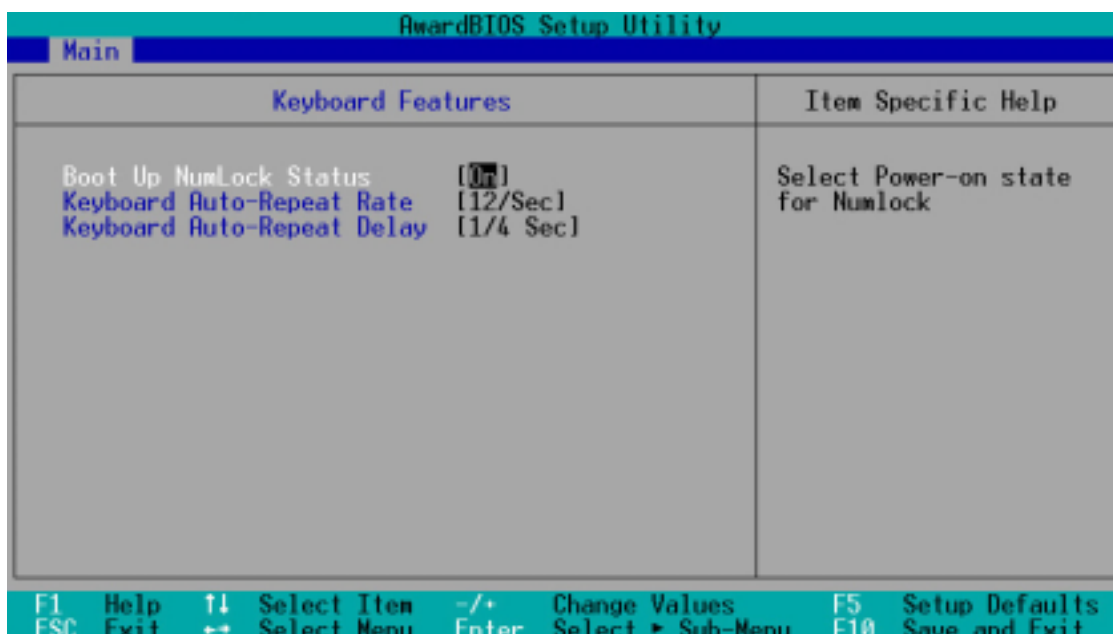 AwardBIOS Setup Utility
Main
Keyboard Features
Item Specific Help
Boot Up NumLock Status [On]
Keyboard Auto-Repeat Rate [12/Sec]
Keyboard Auto-Repeat Delay [1/4 Sec]
Select Power-on state
for Numlock
F1 Help ↑↓ Select Item -/+ Change Values F5 Setup Defaults
ESC Exit ←→ Select Menu Enter Select ► Sub-Menu F10 Save and Exit